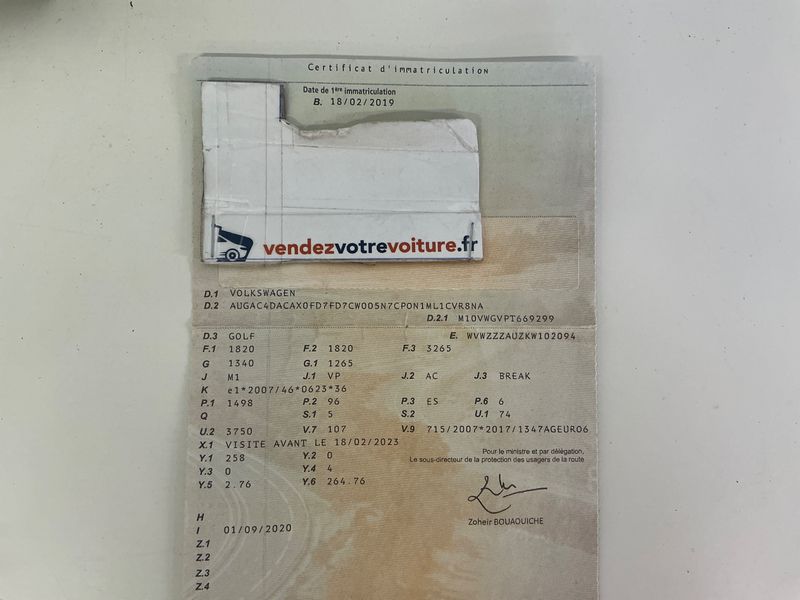 Certificat d'immatriculation
Date de 1ère immatriculation
B. 18/02/2019
vendezvotrevoiture.fr
D.1 VOLKSWAGEN
D.2 AUGAC4DACAX0FD7FD7CW005N7CPON1ML1CVR8NA
D.2.1 M10VWGVPT669299
D.3 GOLF E. WVWZZZAUZKW102094
F.1 1820 F.2 1820 F.3 3265
G 1340 G.1 1265
J M1 J.1 VP J.2 AC J.3 BREAK
K e1*2007/46*0623*36
P.1 1498 P.2 96 P.3 ES P.6 6
Q S.1 5 S.2 U.1 74
U.2 3750 V.7 107 V.9 715/2007*2017/1347AGEURO6
X.1 VISITE AVANT LE 18/02/2023
Y.1 258 Y.2 0
Y.3 0 Y.4 4
Y.5 2.76 Y.6 264.76
Pour le ministre et par délégation,
Le sous-directeur de la protection des usagers de la route
Zoheir BOUAOUICHE
H
I 01/09/2020
Z.1
Z.2
Z.3
Z.4